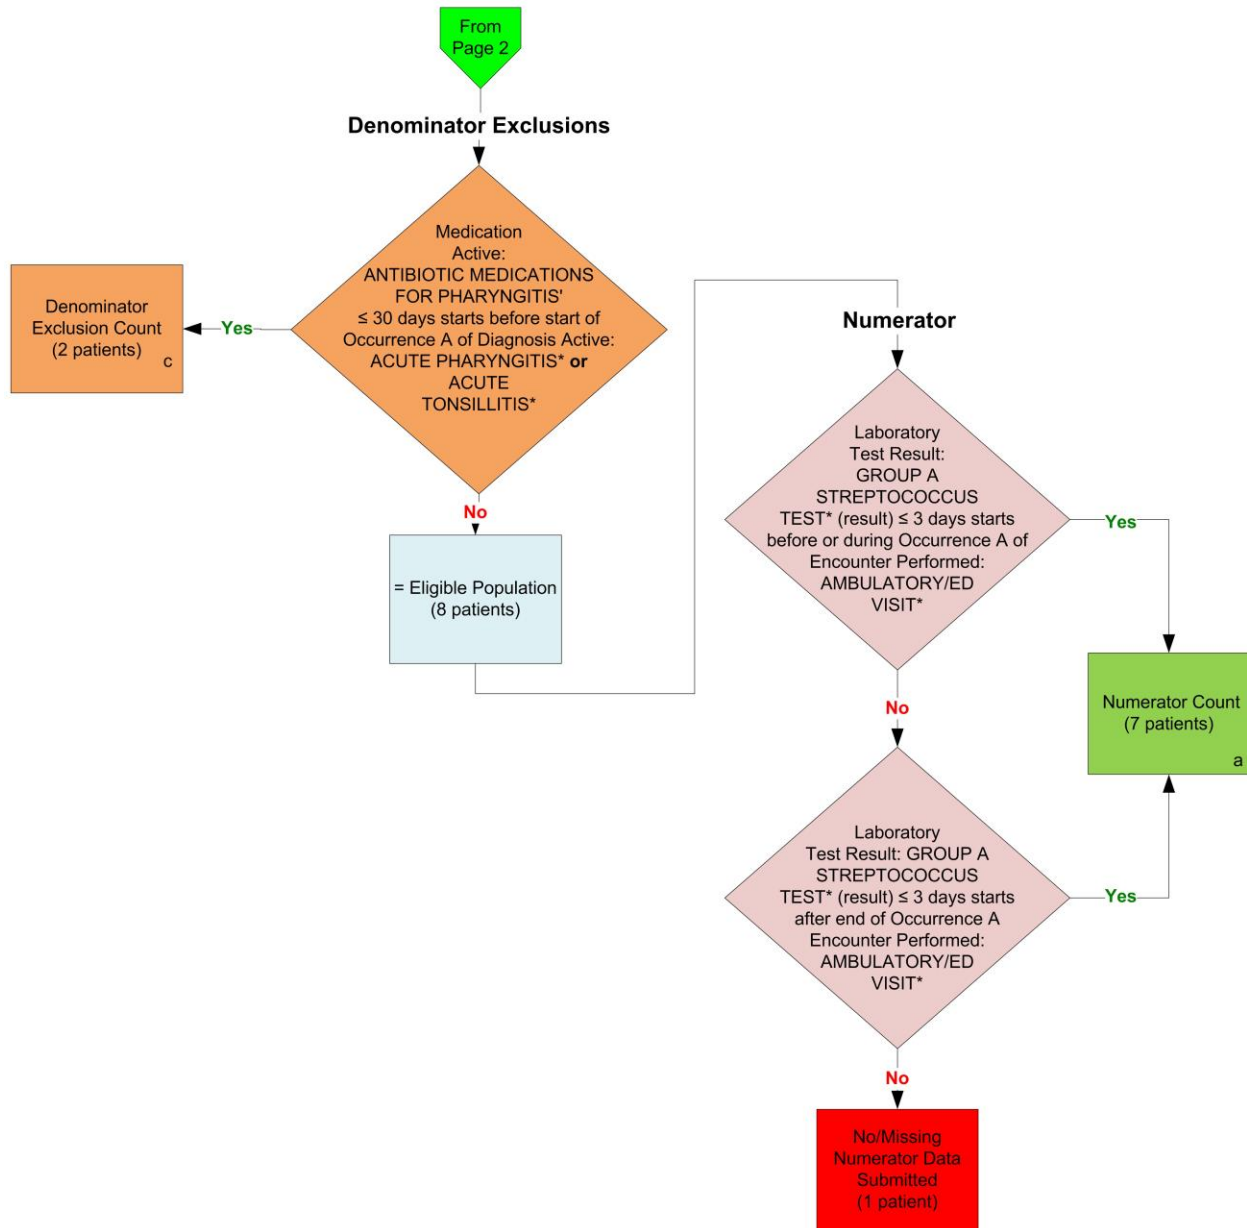 From
Page 2
Denominator Exclusions
Medication
Active:
ANTIBIOTIC MEDICATIONS
FOR PHARYNGITIS'
≤ 30 days starts before start of
Occurrence A of Diagnosis Active:
ACUTE PHARYNGITIS* or
ACUTE
TONSILLITIS*
Yes
Denominator
Exclusion Count
(2 patients)
c
No
= Eligible Population
(8 patients)
Numerator
Laboratory
Test Result:
GROUP A
STREPTOCOCCUS
TEST* (result) ≤ 3 days starts
before or during Occurrence A of
Encounter Performed:
AMBULATORY/ED
VISIT*
Yes
Numerator Count
(7 patients)
a
No
Laboratory
Test Result: GROUP A
STREPTOCOCCUS
TEST* (result) ≤ 3 days starts
after end of Occurrence A
Encounter Performed:
AMBULATORY/ED
VISIT*
Yes
No
No/Missing
Numerator Data
Submitted
(1 patient)